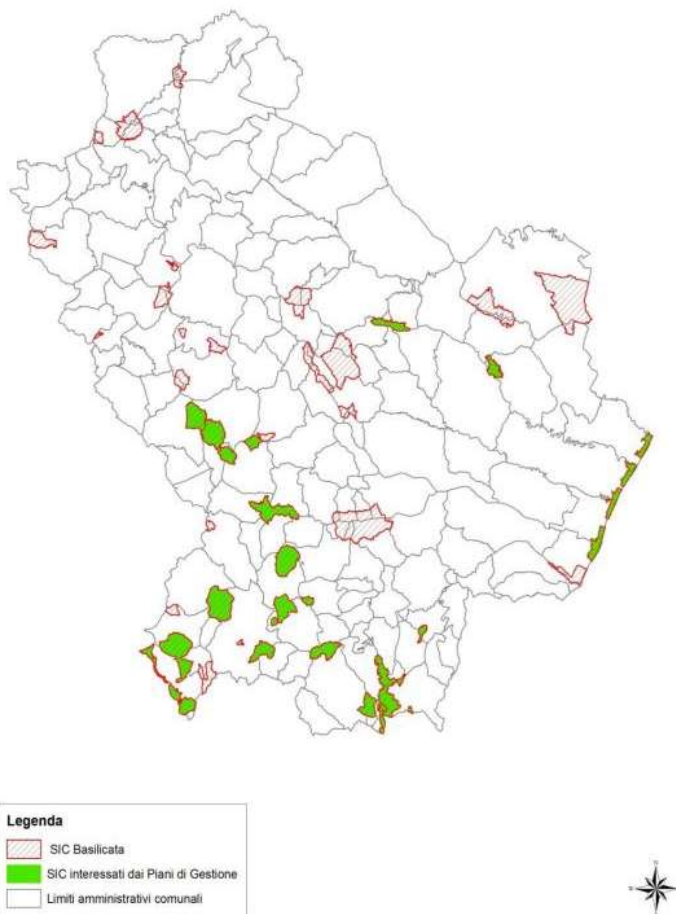 Legenda
SIC Basilicata
SIC interessati dai Piani di Gestione
Limiti amministrativi comunali